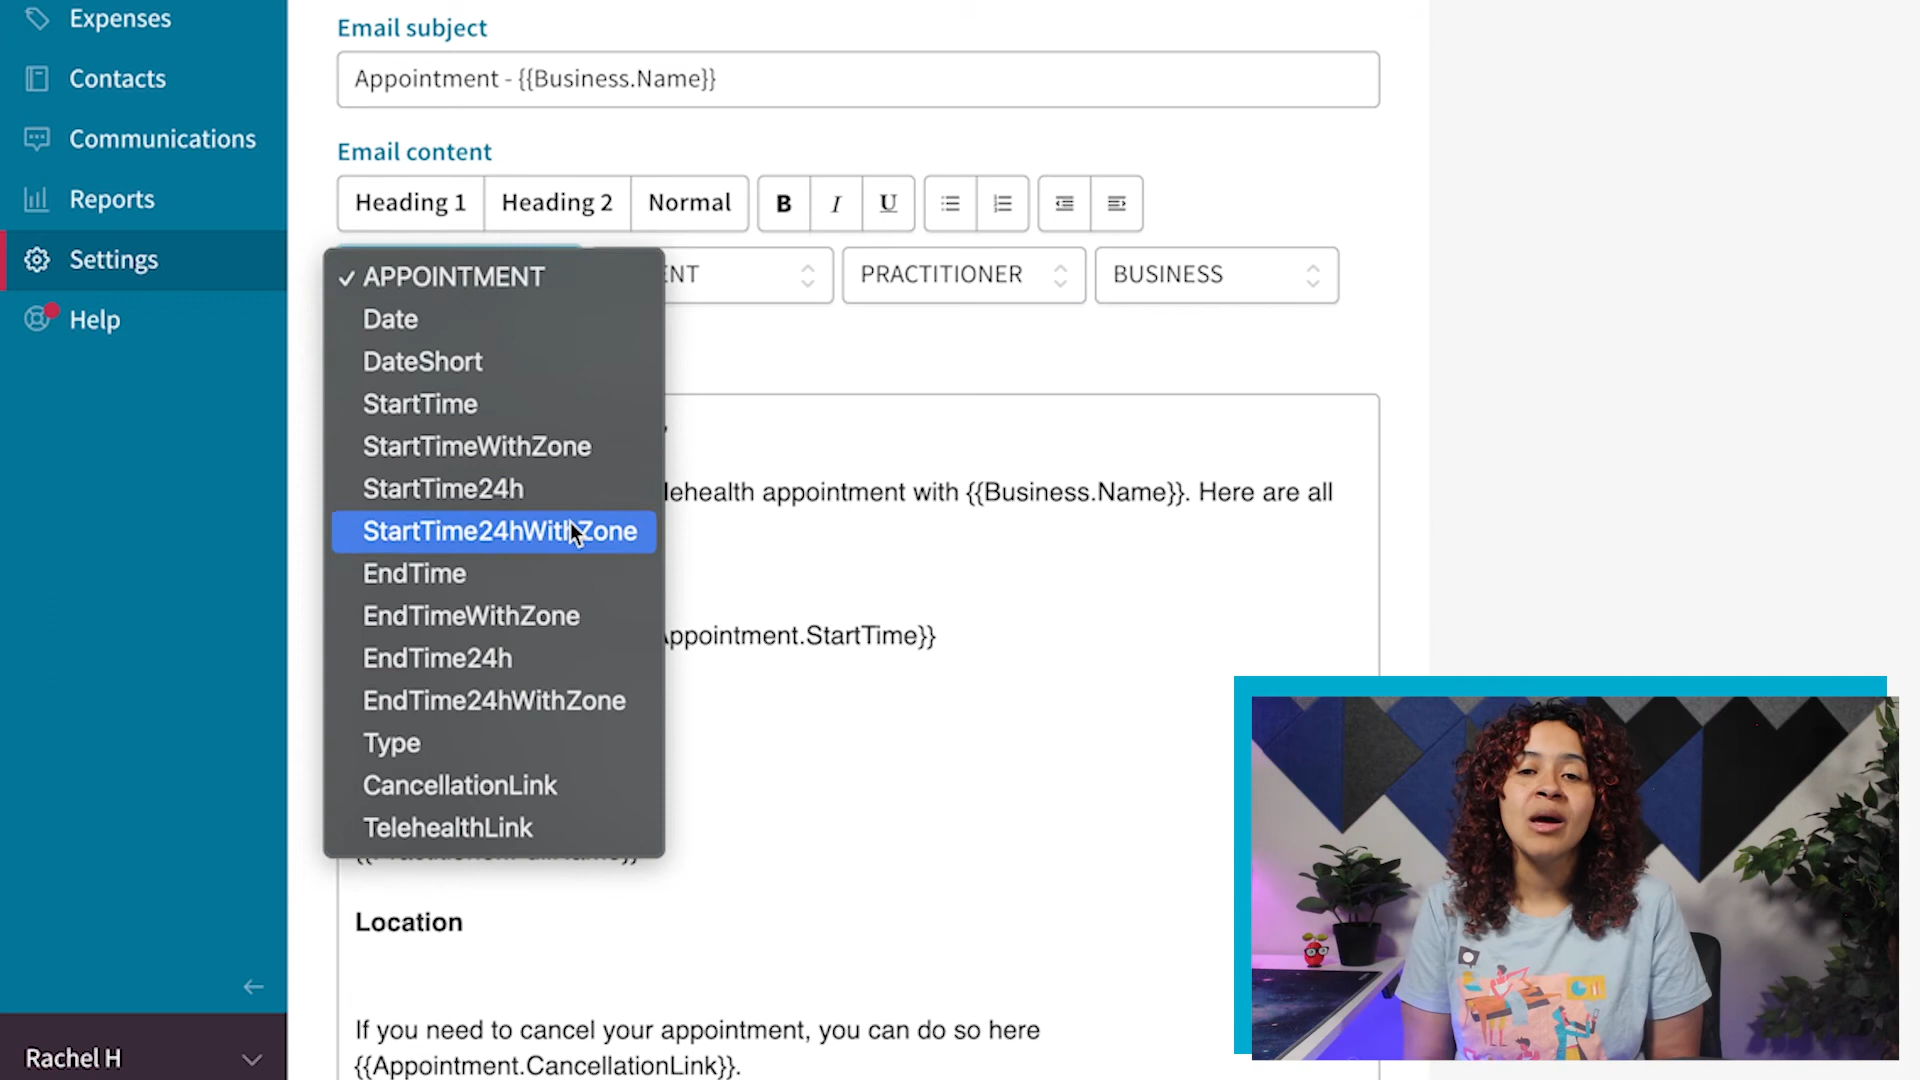 Expenses
Contacts
Communications
Reports
Settings
Help
Rachel H
Email subject
Appointment - {{Business.Name}}
Email content
Heading 1
Heading 2
Normal
B
I
U
PRACTITIONER
BUSINESS
✓ APPOINTMENT
Date
DateShort
StartTime
StartTimeWithZone
StartTime24h
StartTime24hWithZone
EndTime
EndTimeWithZone
EndTime24h
EndTime24hWithZone
Type
CancellationLink
TelehealthLink
appointment with {{Business.Name}}. Here are all
Appointment.StartTime}}
Location
If you need to cancel your appointment, you can do so here
{{Appointment.CancellationLink}}.